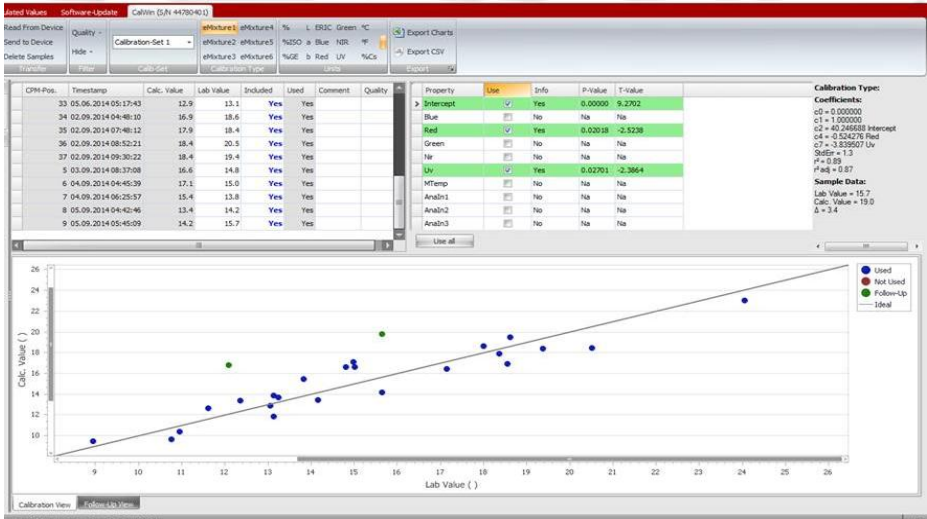 ulated Values Software-Update CalWin (S/N 44780401)
Read From Device
Send to Device
Delete Samples
Transfer
Quality
Hide
Filter
Calibration-Set 1
Calib-Set
eMixture1 eMixture4
eMixture2 eMixture5
eMixture3 eMixture6
Calibration Type
% L ERIC Green °C
%ISO a Blue NIR °F
%GE b Red UV %Cs
Units
Export Charts
Export CSV
Export
CPM-Pos. Timestamp Calc. Value Lab Value Included Used Comment Quality
33 05.06.2014 05:17:43 12.9 13.1 Yes Yes
34 02.09.2014 04:48:10 16.9 18.6 Yes Yes
35 02.09.2014 07:48:12 17.9 18.4 Yes Yes
36 02.09.2014 08:52:21 18.4 20.5 Yes Yes
37 02.09.2014 09:30:22 18.4 19.4 Yes Yes
5 03.09.2014 08:37:08 16.6 14.8 Yes Yes
6 04.09.2014 04:45:39 17.1 15.0 Yes Yes
7 04.09.2014 06:25:57 15.4 13.8 Yes Yes
8 05.09.2014 04:42:46 13.4 14.2 Yes Yes
9 05.09.2014 05:45:09 14.2 15.7 Yes Yes
Property Use Info P-Value T-Value
Intercept Yes 0.00000 9.2702
Blue No Na Na
Red Yes 0.02018 -2.5238
Green No Na Na
Nir No Na Na
Uv Yes 0.02701 -2.3864
MTemp No Na Na
AnaIn1 No Na Na
AnaIn2 No Na Na
AnaIn3 No Na Na
Use all
Calibration Type:
Coefficients:
c0 = 0.000000
c1 = 1.000000
c2 = 40.246688 Intercept
c4 = -0.524276 Red
c7 = -3.839507 Uv
StdErr = 1.3
r² = 0.89
r² adj = 0.87
Sample Data:
Lab Value = 15.7
Calc. Value = 19.0
Δ = 3.4
26
24
22
20
18
16
14
12
10
Calc. Value ( )
9 10 11 12 13 14 15 16 17 18 19 20 21 22 23 24 25 26
Lab Value ( )
Used
Not Used
Follow-Up
Ideal
Calibration View Follow-Up View